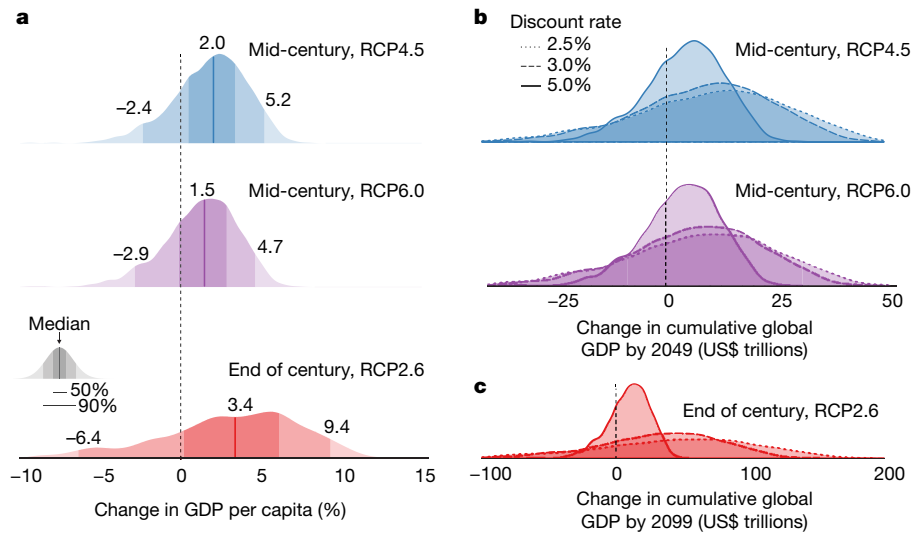 a
Mid-century, RCP4.5
2.0
−2.4
5.2
Mid-century, RCP6.0
1.5
−2.9
4.7
Median
50%
90%
End of century, RCP2.6
3.4
−6.4
9.4
−10 −5 0 5 10 15
Change in GDP per capita (%)
b
Discount rate
2.5%
3.0%
5.0%
Mid-century, RCP4.5
Mid-century, RCP6.0
−25 0 25 50
Change in cumulative global
GDP by 2049 (US$ trillions)
c
End of century, RCP2.6
−100 0 100 200
Change in cumulative global
GDP by 2099 (US$ trillions)